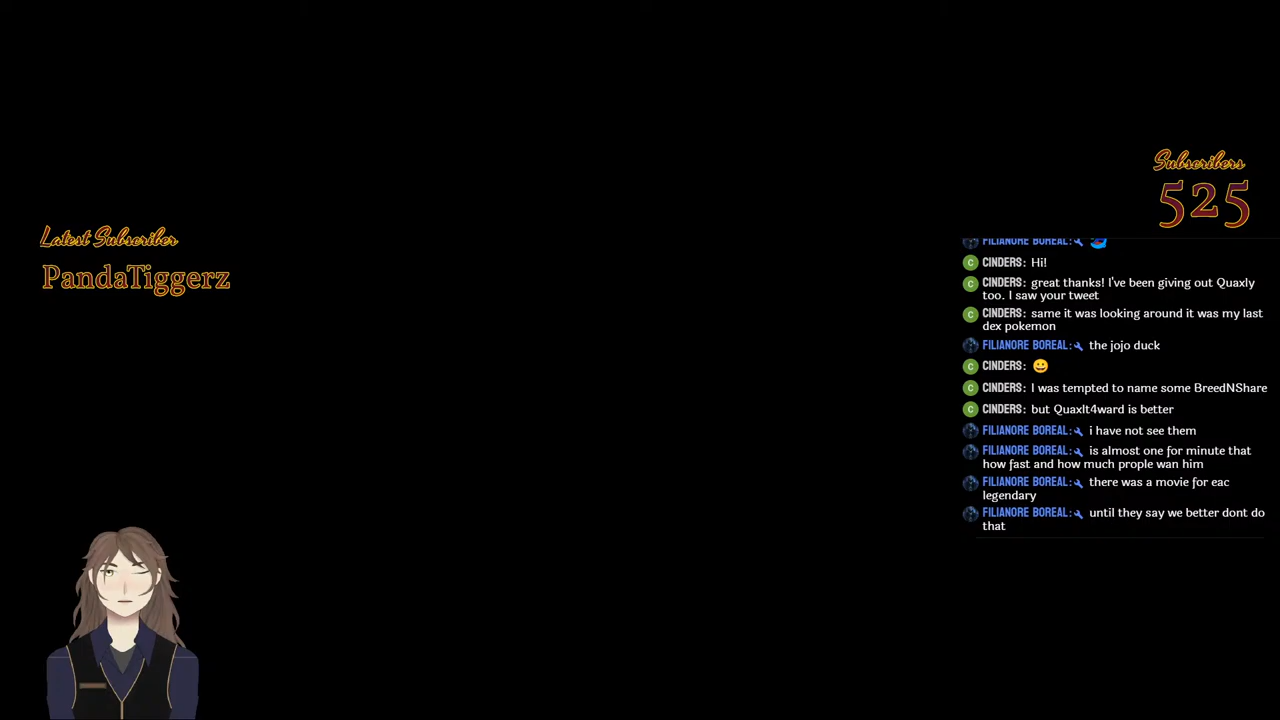 Subscribers
525
Latest Subscriber
PandaTiggerz
FILIANORE BOREAL:
CINDERS: Hi!
CINDERS: great thanks! I've been giving out Quaxly
too. I saw your tweet
CINDERS: same it was looking around it was my last
dex pokemon
FILIANORE BOREAL: the jojo duck
CINDERS: 😀
CINDERS: I was tempted to name some BreedNShare
CINDERS: but QuaxIt4ward is better
FILIANORE BOREAL: i have not see them
FILIANORE BOREAL: is almost one for minute that
how fast and how much prople wan him
FILIANORE BOREAL: there was a movie for eac
legendary
FILIANORE BOREAL: until they say we better dont do
that